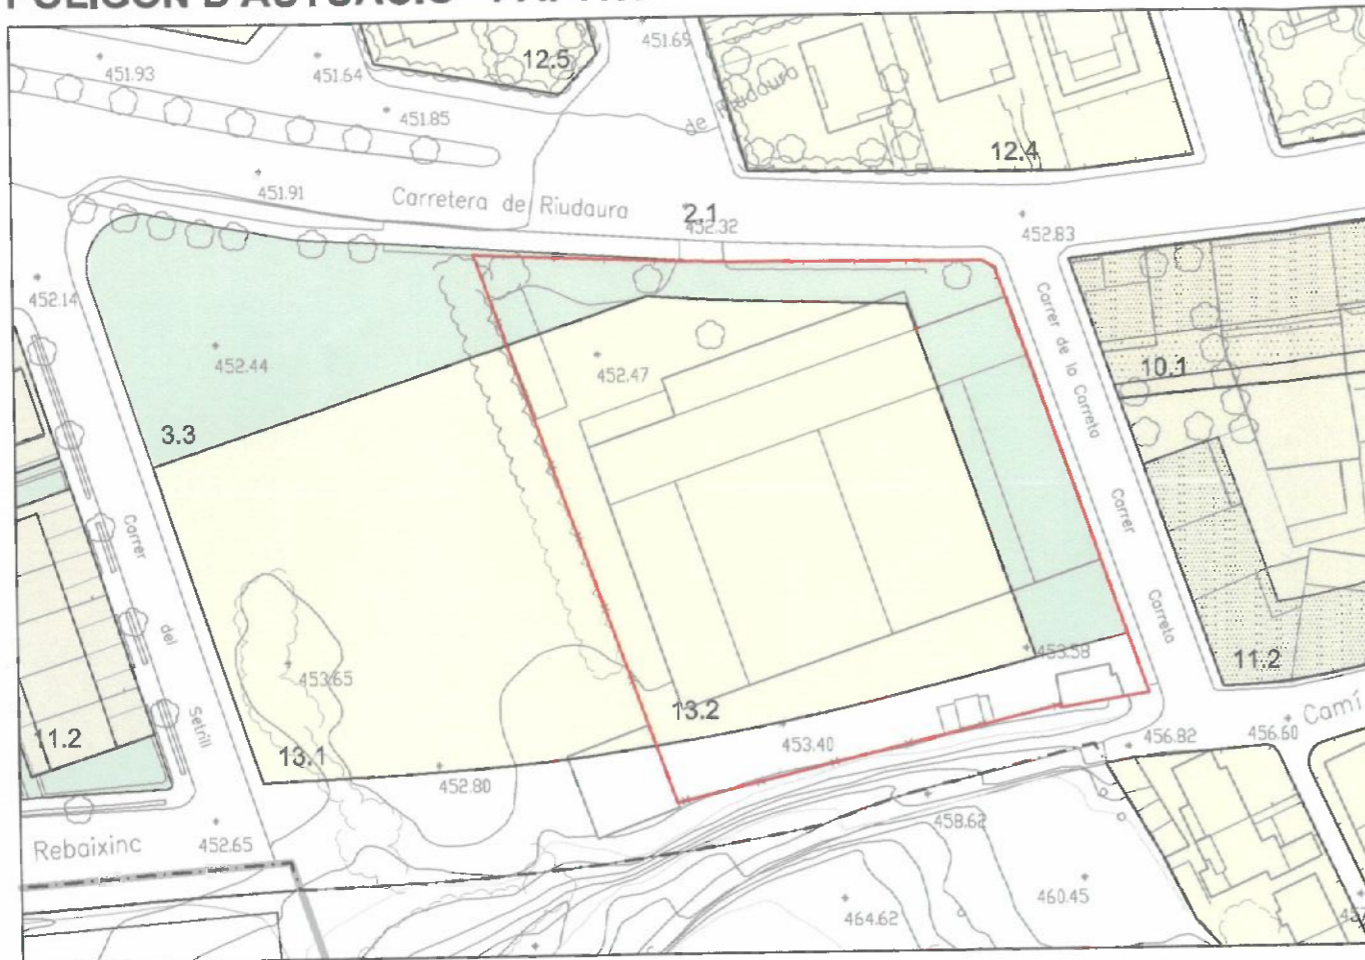 POLÍGON D'ACTUACIÓ
12.5
451.69
451.93
451.64
451.85
de Riudaura
12.4
451.91
Carretera de Riudaura
2.1
452.32
452.83
452.14
452.44
452.47
Carrer de la Carreta
10.1
3.3
Carrer
Carrer
del
Setrill
Carreta
453.65
453.58
11.2
13.2
11.2
13.1
453.40
456.82
456.60
Camí
452.80
Rebaixinc
452.65
458.62
460.45
464.62